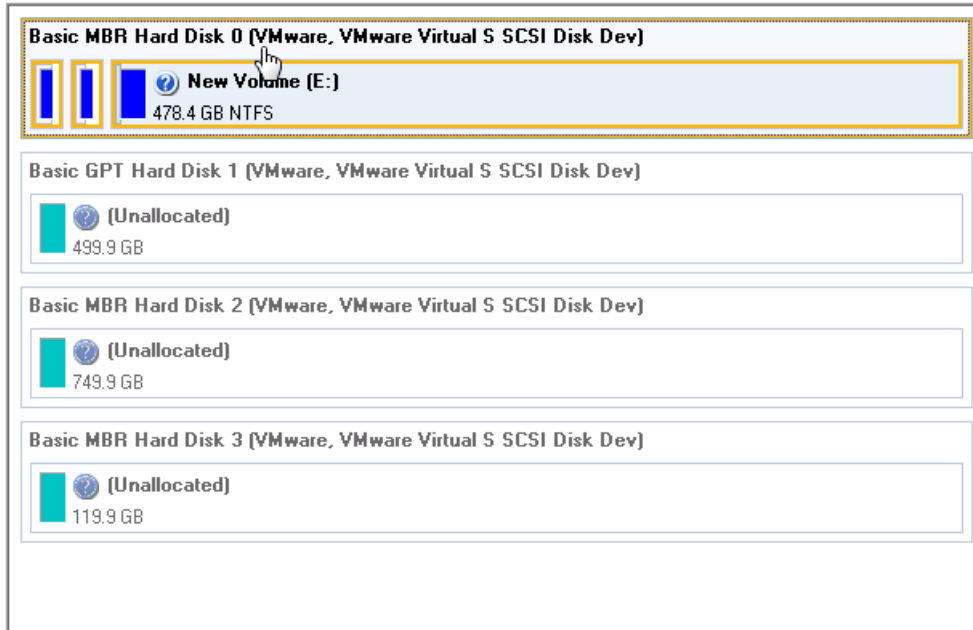 Basic MBR Hard Disk 0 (VMware, VMware Virtual S SCSI Disk Dev)
New Volume (E:)
478.4 GB NTFS
Basic GPT Hard Disk 1 (VMware, VMware Virtual S SCSI Disk Dev)
(Unallocated)
499.9 GB
Basic MBR Hard Disk 2 (VMware, VMware Virtual S SCSI Disk Dev)
(Unallocated)
749.9 GB
Basic MBR Hard Disk 3 (VMware, VMware Virtual S SCSI Disk Dev)
(Unallocated)
119.9 GB